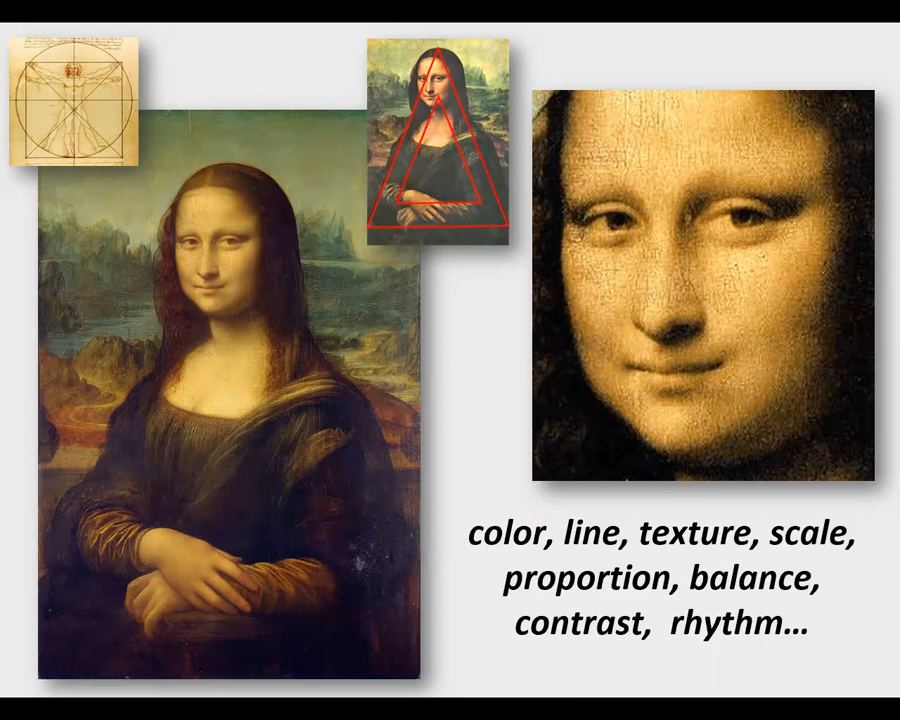 color, line, texture, scale,
proportion, balance,
contrast, rhythm...